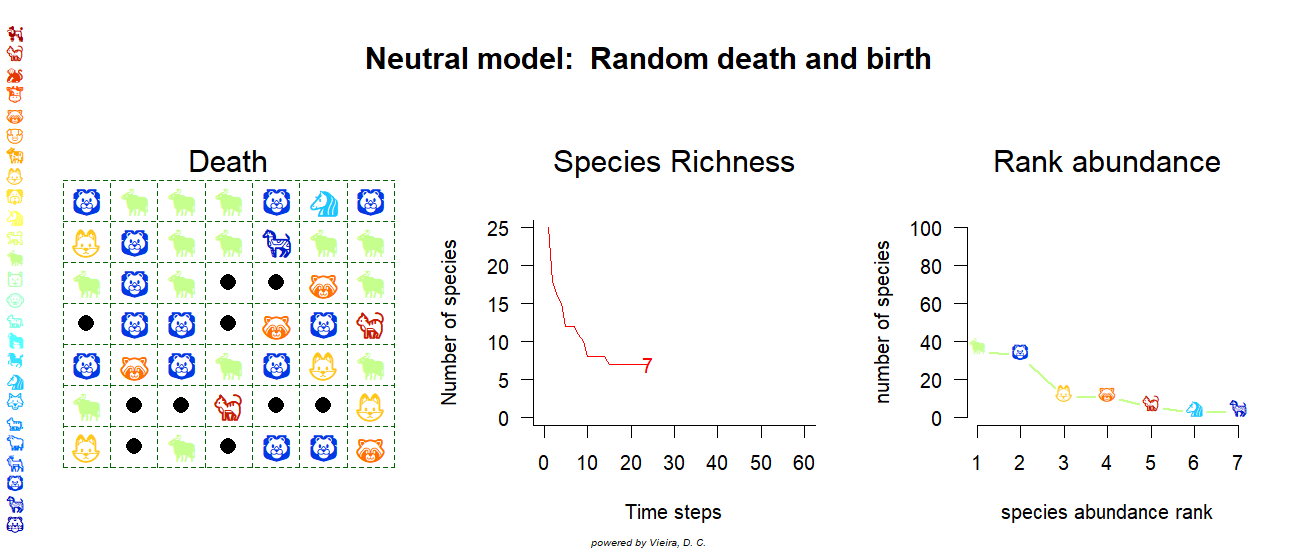 Neutral model:  Random death and birth
Death
Species Richness
Number of species
25
20
15
10
5
0
7
0 10 20 30 40 50 60
Time steps
Rank abundance
number of species
100
80
60
40
20
0
1 2 3 4 5 6 7
species abundance rank
powered by Vieira, D. C.